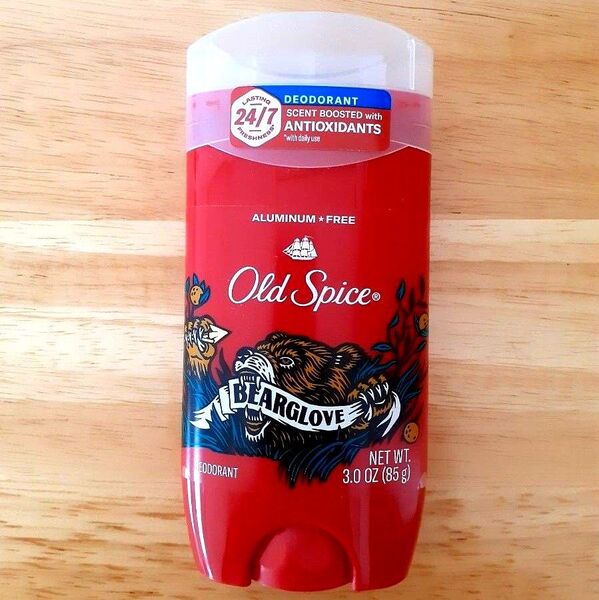 LASTING
24/7
FRESHNESS*
DEODORANT
SCENT BOOSTED with
ANTIOXIDANTS
*with daily use
ALUMINUM★FREE
Old Spice®
BEARGLOVE
NET WT.
3.0 OZ (85 g)
EODORANT